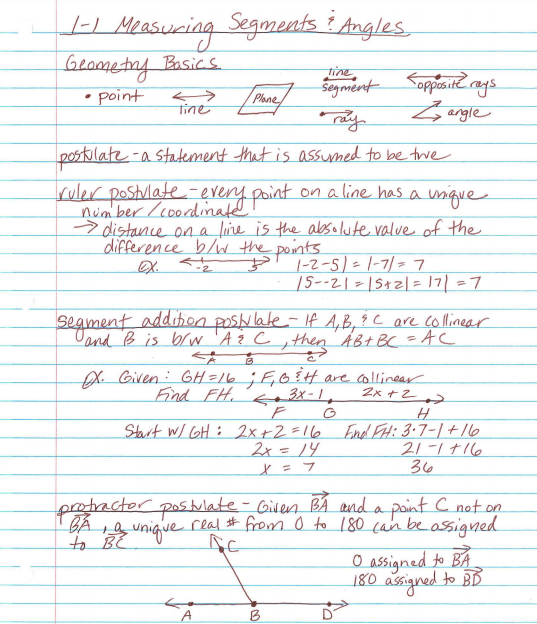 1-1 Measuring Segments & Angles
Geometry Basics
• point
line
Plane
line
segment
ray
opposite rays
angle
postulate - a statement that is assumed to be true
ruler postulate - every point on a line has a unique
number/coordinate
→ distance on a line is the absolute value of the
difference b/w the points
ex.
-2
5
|-2-5| = |-7| = 7
|5--2| = |5+2| = |7| = 7
segment addition postulate - If A, B, & C are collinear
and B is b/w A & C, then AB + BC = AC
A
B
C
ex. Given: GH=16; F, G & H are collinear
Find FH.
3x-1
2x+2
F
G
H
Start w/ GH: 2x+2=16
2x = 14
x = 7
Find FH: 3·7-1+16
21-1+16
36
protractor postulate - Given BA and a point C not on
BA, a unique real # from 0 to 180 can be assigned
to BC.
C
0 assigned to BA
180 assigned to BD
A
B
D